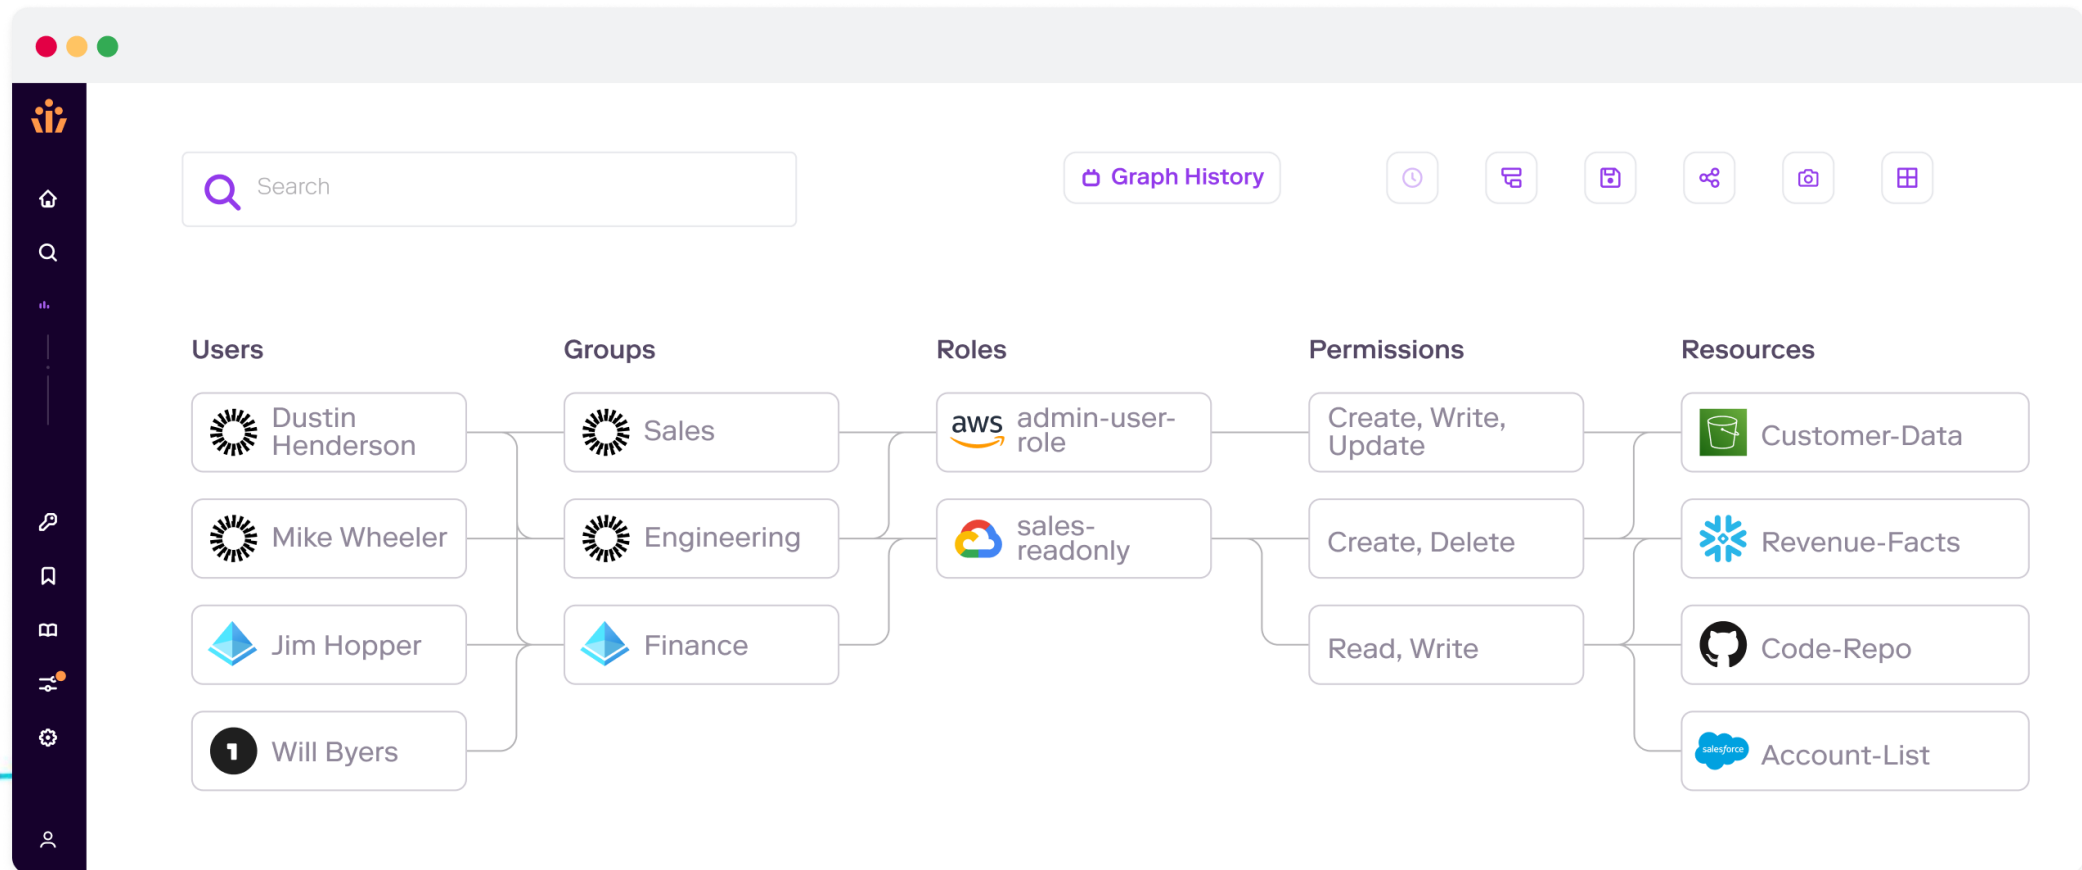 Search
Graph History
Users
Groups
Roles
Permissions
Resources
Dustin
Henderson
Sales
aws
admin-user-
role
Create, Write,
Update
Customer-Data
Mike Wheeler
Engineering
sales-
readonly
Create, Delete
Revenue-Facts
Jim Hopper
Finance
Read, Write
Code-Repo
1
Will Byers
salesforce
Account-List